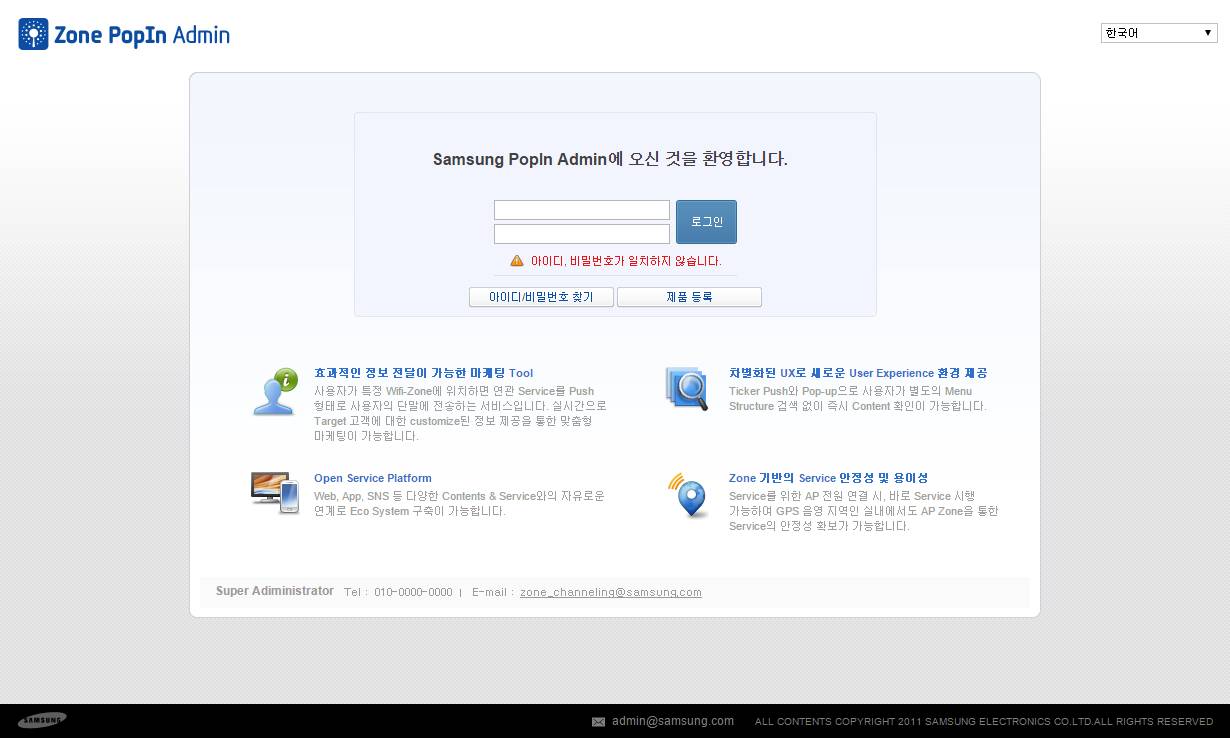 Zone PopIn Admin
한국어
Samsung PopIn Admin에 오신 것을 환영합니다.
로그인
아이디, 비밀번호가 일치하지 않습니다.
아이디/비밀번호 찾기
제품 등록
효과적인 정보 전달이 가능한 마케팅 Tool
사용자가 특정 Wifi-Zone에 위치하면 연관 Service를 Push
형태로 사용자의 단말에 전송하는 서비스입니다. 실시간으로
Target 고객에 대한 customize된 정보 제공을 통한 맞춤형
마케팅이 가능합니다.
차별화된 UX로 새로운 User Experience 환경 제공
Ticker Push와 Pop-up으로 사용자가 별도의 Menu
Structure 검색 없이 즉시 Content 확인이 가능합니다.
Open Service Platform
Web, App, SNS 등 다양한 Contents & Service와의 자유로운
연계로 Eco System 구축이 가능합니다.
Zone 기반의 Service 안정성 및 용이성
Service를 위한 AP 전원 연결 시, 바로 Service 시행
가능하여 GPS 음영 지역인 실내에서도 AP Zone을 통한
Service의 안정성 확보가 가능합니다.
Super Adiministrator Tel : 010-0000-0000 | E-mail : zone_channeling@samsung.com
SAMSUNG
admin@samsung.com
ALL CONTENTS COPYRIGHT 2011 SAMSUNG ELECTRONICS CO.LTD.ALL RIGHTS RESERVED